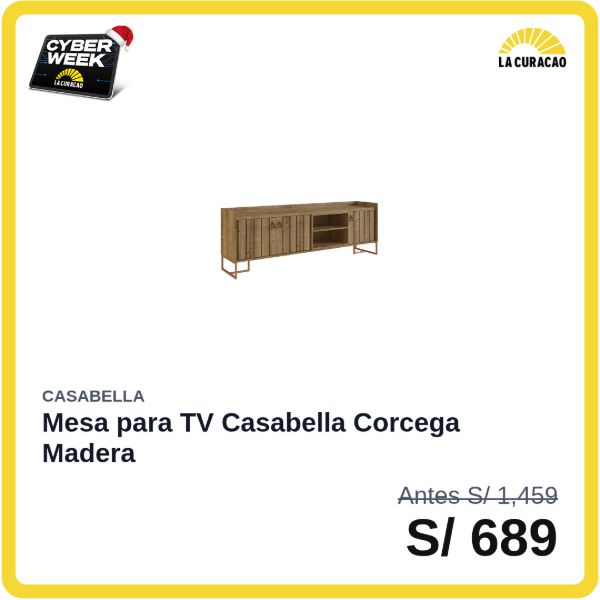 CYBER
WEEK
LA CURACAO
LA CURACAO
CASABELLA
Mesa para TV Casabella Corcega
Madera
Antes S/ 1,459
S/ 689